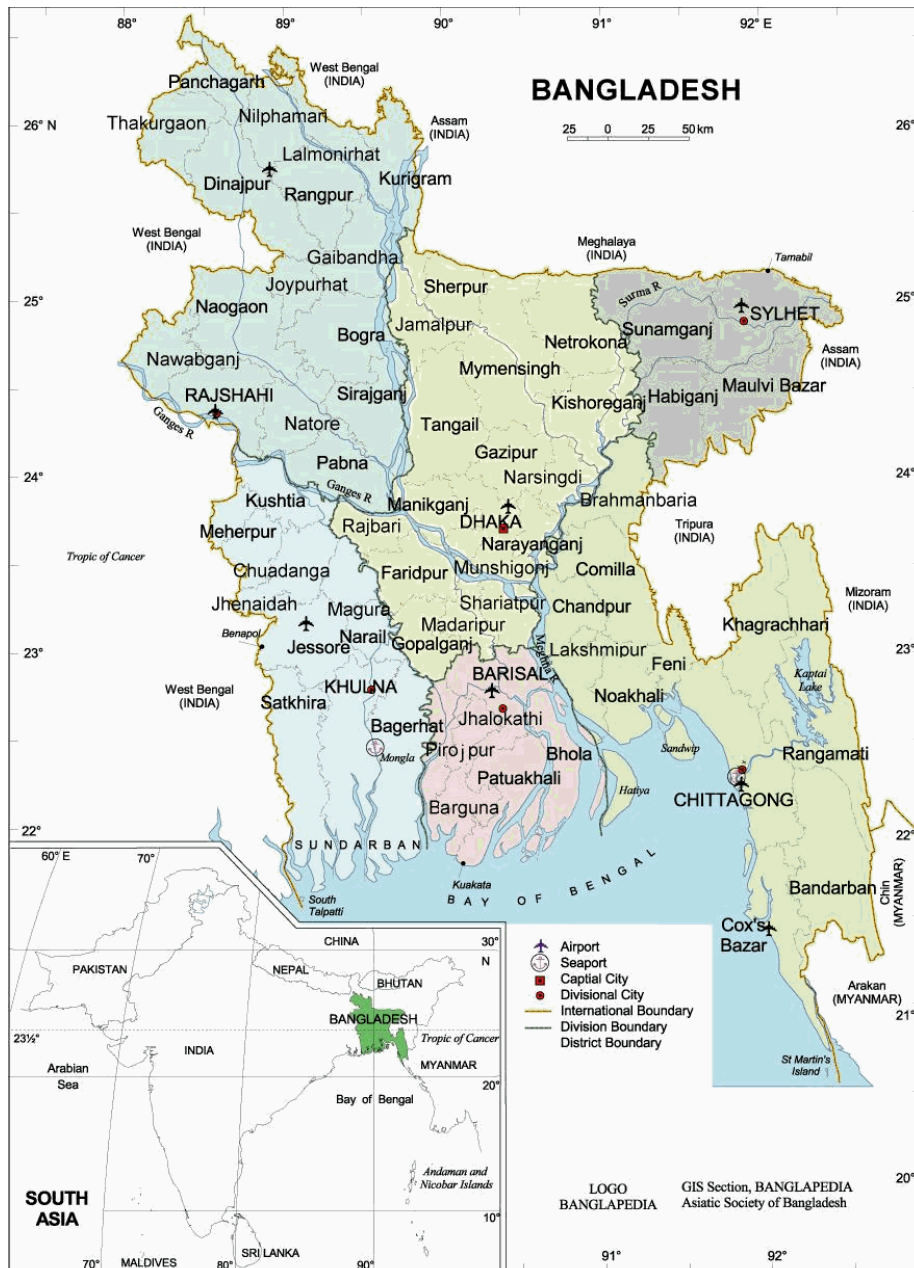 88° 89° 90° 91° 92° E
West Bengal
(INDIA)
BANGLADESH
25 0 25 50 km
Panchagarh
26° N
26°
Nilphamari
Thakurgaon
Assam
(INDIA)
Lalmonirhat
Kurigram
Dinajpur
Rangpur
West Bengal
(INDIA)
Meghalaya
(INDIA)
Tamabil
Gaibandha
Joypurhat
Sherpur
25°
25°
Naogaon
Surma R
SYLHET
Jamalpur
Sunamganj
Bogra
Netrokona
Assam
(INDIA)
Nawabganj
Mymensingh
Maulvi Bazar
RAJSHAHI
Sirajganj
Kishoreganj
Habiganj
Ganges R
Natore
Tangail
Gazipur
Pabna
24°
24°
Narsingdi
Kushtia
Ganges R
Manikganj
Brahmanbaria
DHAKA
Rajbari
Meherpur
Narayanganj
Tripura
(INDIA)
Tropic of Cancer
Munshigonj
Chuadanga
Faridpur
Comilla
Mizoram
(INDIA)
Jhenaidah
Magura
Shariatpur
Chandpur
Khagrachhari
Madaripur
Benapol
Narail
Gopalganj
Jessore
Meghna R
Lakshmipur
23°
23°
Feni
Kaptai
Lake
West Bengal
(INDIA)
KHULNA
BARISAL
Noakhali
Satkhira
Jhalokathi
Bagerhat
Pirojpur
Bhola
Sandwip
Rangamati
Mongla
Patuakhali
Hatiya
CHITTAGONG
Barguna
22°
22°
SUNDARBAN
Kuakata
BAY OF BENGAL
Chin
(MYANMAR)
Bandarban
South
Talpatti
Cox's
Bazar
Airport
Seaport
Captial City
Divisional City
International Boundary
Division Boundary
District Boundary
Arakan
(MYANMAR)
21°
St Martin's
Island
60° E 70° 80° 90°
CHINA
30°
N
PAKISTAN
NEPAL
BHUTAN
BANGLADESH
23½°
Tropic of Cancer
INDIA
Arabian
Sea
MYANMAR
20°
Bay of Bengal
Andaman and
Nicobar Islands
SOUTH
ASIA
10°
SRI LANKA
MALDIVES
70° 80° 90°
LOGO
BANGLAPEDIA
GIS Section, BANGLAPEDIA
Asiatic Society of Bangladesh
20°
91° 92°